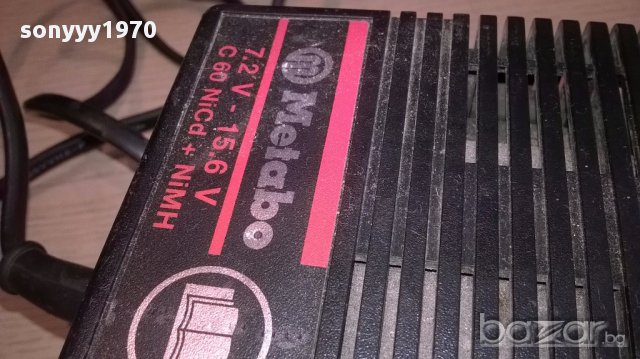 sonyyy1970
Metabo
7.2 V - 15.6 V
C 60 NiCd + NiMH
bazar.bg